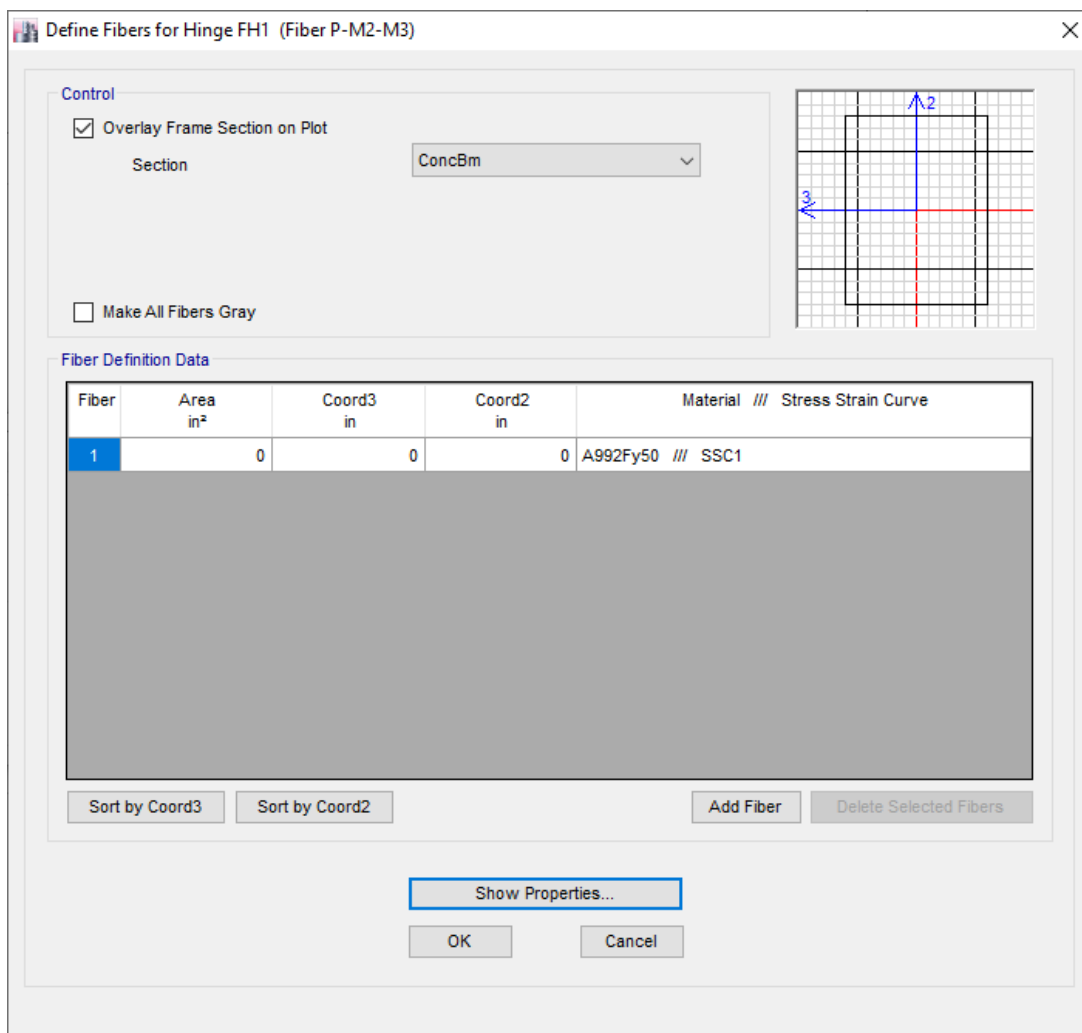 Define Fibers for Hinge FH1 (Fiber P-M2-M3)
Control
Overlay Frame Section on Plot
Section
ConcBm
Make All Fibers Gray
2
3
Fiber Definition Data
Fiber Area Coord3 Coord2 Material /// Stress Strain Curve
in² in in
1 0 0 0 A992Fy50 /// SSC1
Sort by Coord3 Sort by Coord2 Add Fiber Delete Selected Fibers
Show Properties...
OK Cancel